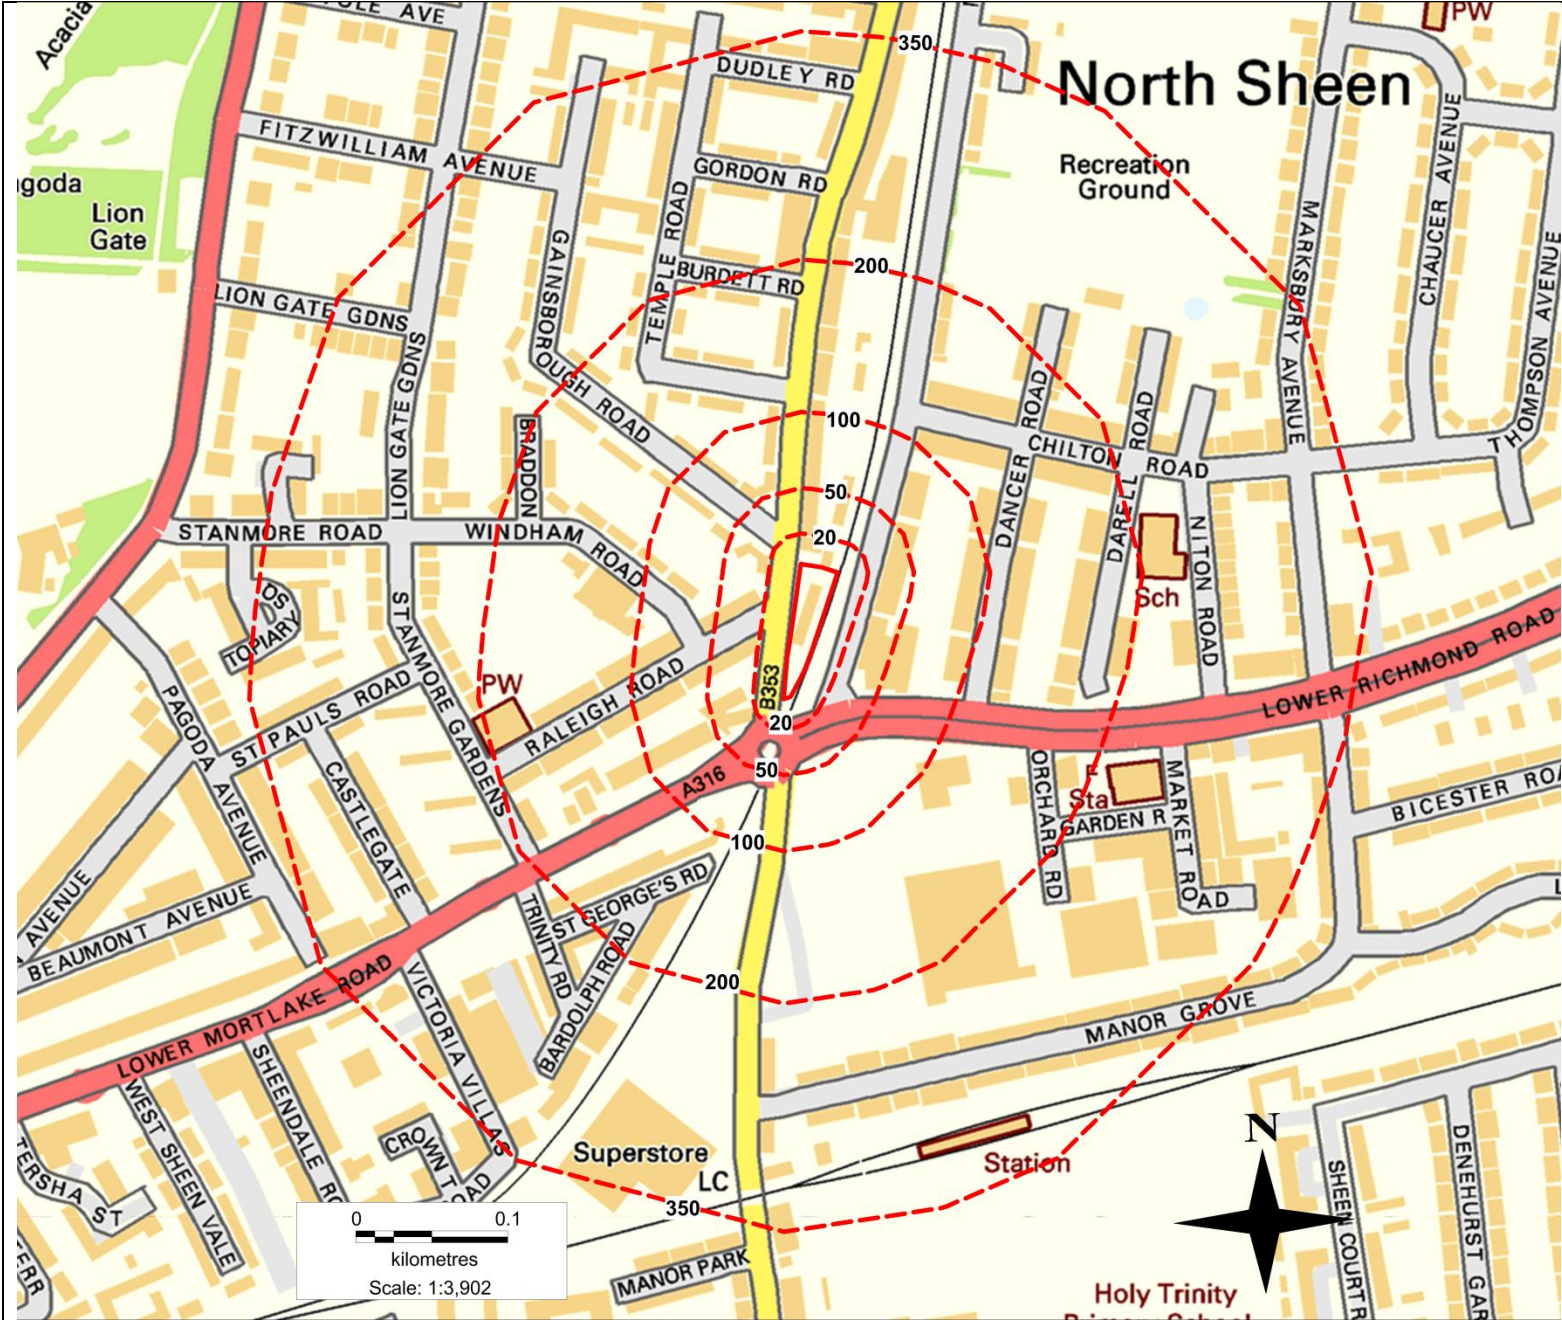 Acacia
AVE
PW
350
DUDLEY RD
North Sheen
FITZWILLIAM AVENUE
GORDON RD
Recreation
Ground
CHAUCER AVENUE
Lion
Gate
TEMPLE ROAD
MARKSBURY AVENUE
THOMPSON AVENUE
GAINSBOROUGH ROAD
200
BURDETT RD
LION GATE GDNS
LION GATE GDNS
100
DANCER ROAD
DARELL ROAD
CHILTON ROAD
BRADDON
50
STANMORE ROAD
WINDHAM ROAD
20
NITON ROAD
Sch
TOPIARY
STANMORE GARDENS
PW
B353
ST PAULS ROAD
RALEIGH ROAD
PAGODA AVENUE
LOWER RICHMOND ROAD
20
50
A316
CASTLEGATE
ORCHARD RD
F
Sta
MARKET ROAD
GARDEN R
BICESTER ROA
100
AVENUE
BEAUMONT AVENUE
ST GEORGE'S RD
TRINITY RD
BARDOLPH ROAD
200
LOWER MORTLAKE ROAD
VICTORIA VILLAS
MANOR GROVE
WEST SHEEN VALE
SHEENDALE RO
CROWN T
OAD
Superstore
LC
Station
N
350
ST
0 0.1
kilometres
Scale: 1:3,902
MANOR PARK
SHEEN COURT R
DENEHURST GAR
Holy Trinity